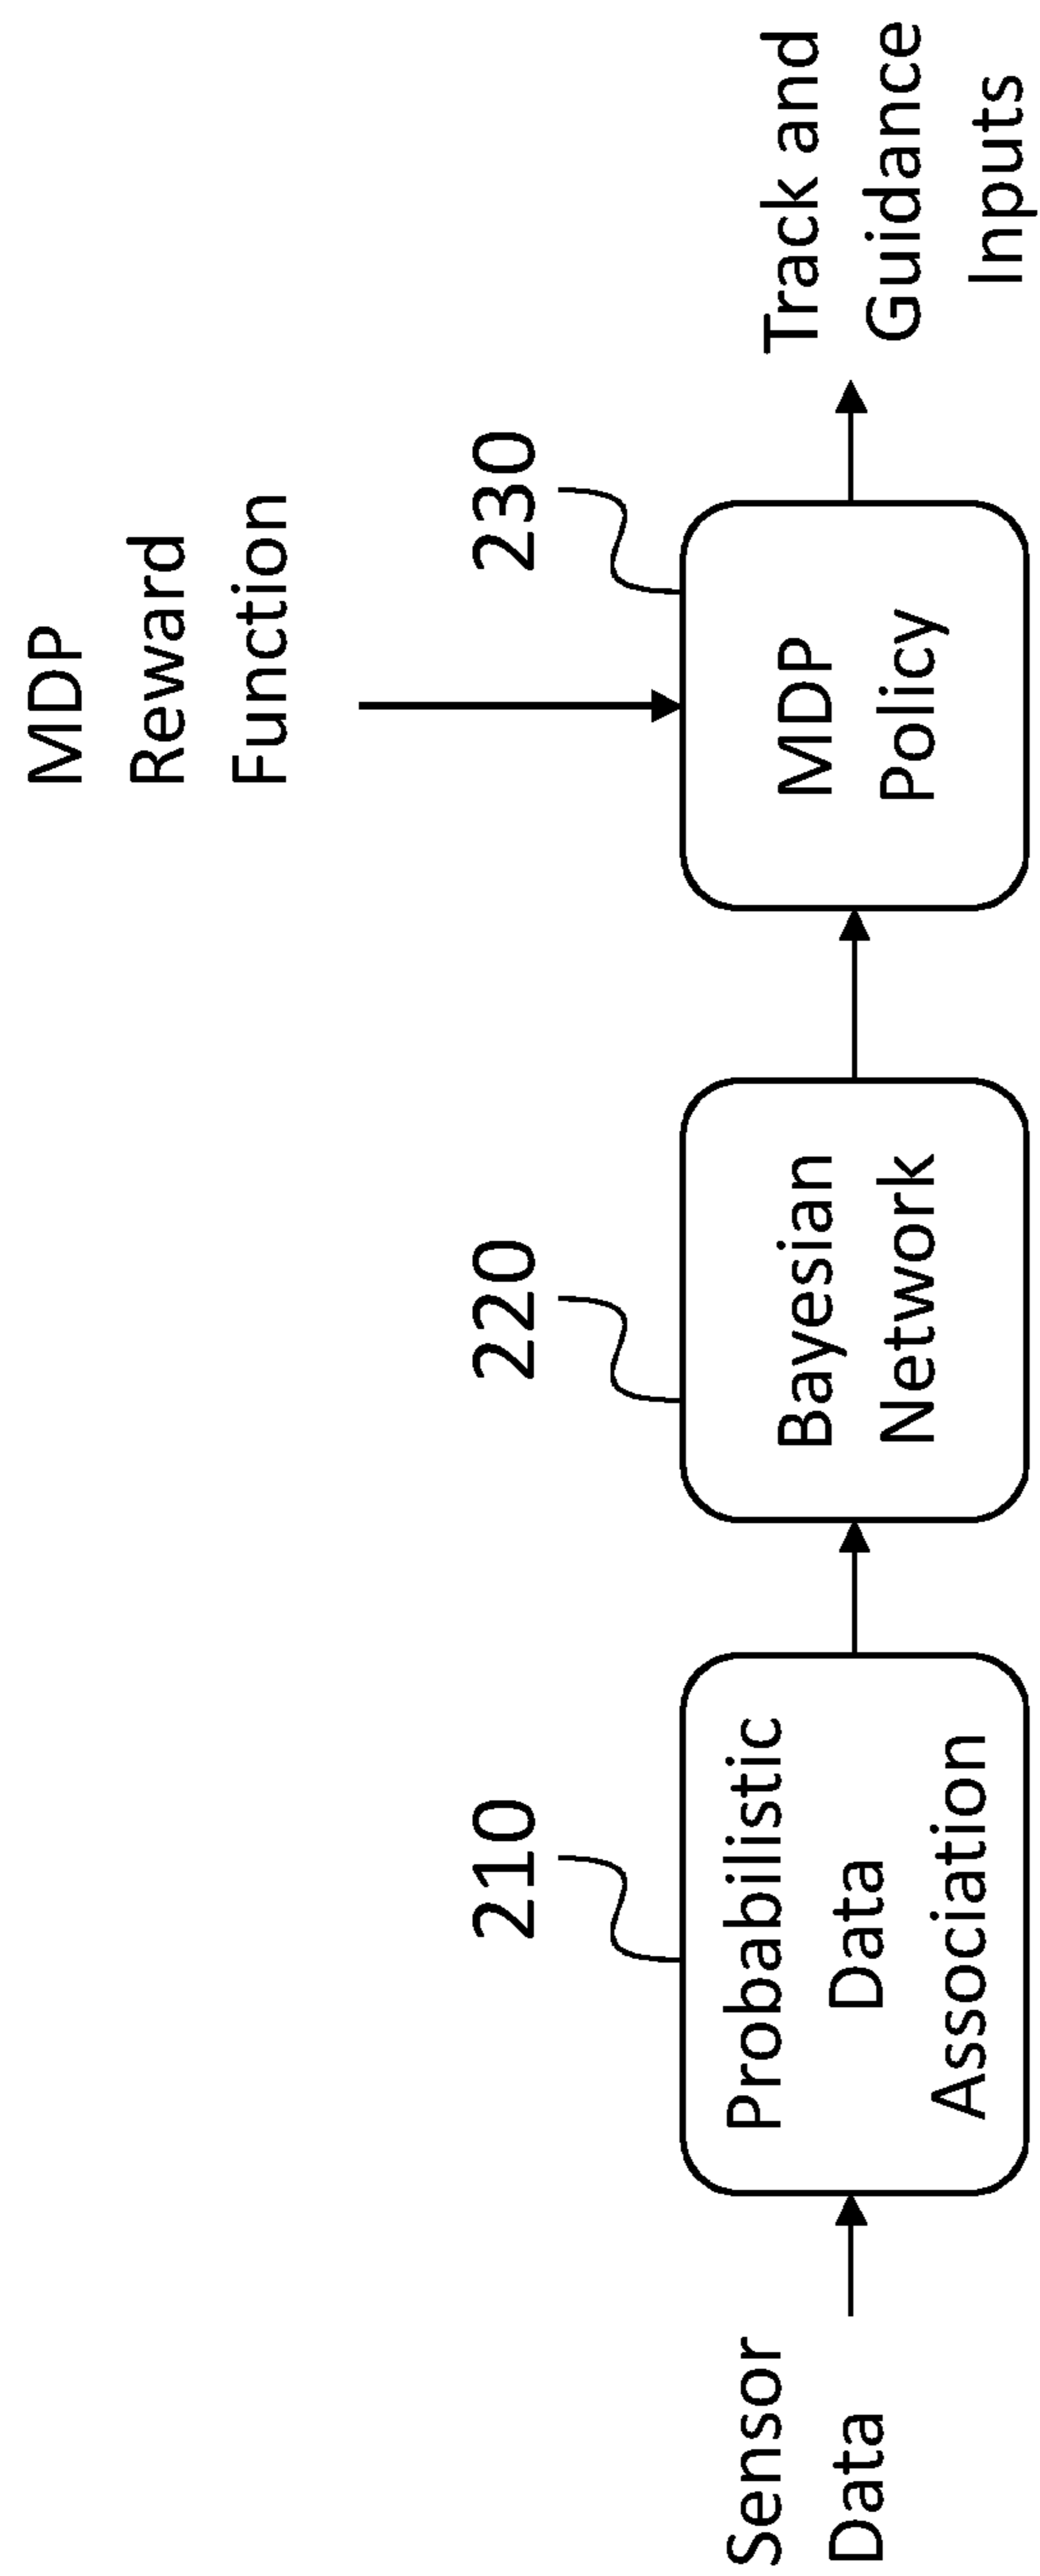 MDP
Reward
Function
210
220
230
Sensor
Data
Probabilistic
Data
Association
Bayesian
Network
MDP
Policy
Track and
Guidance
Inputs